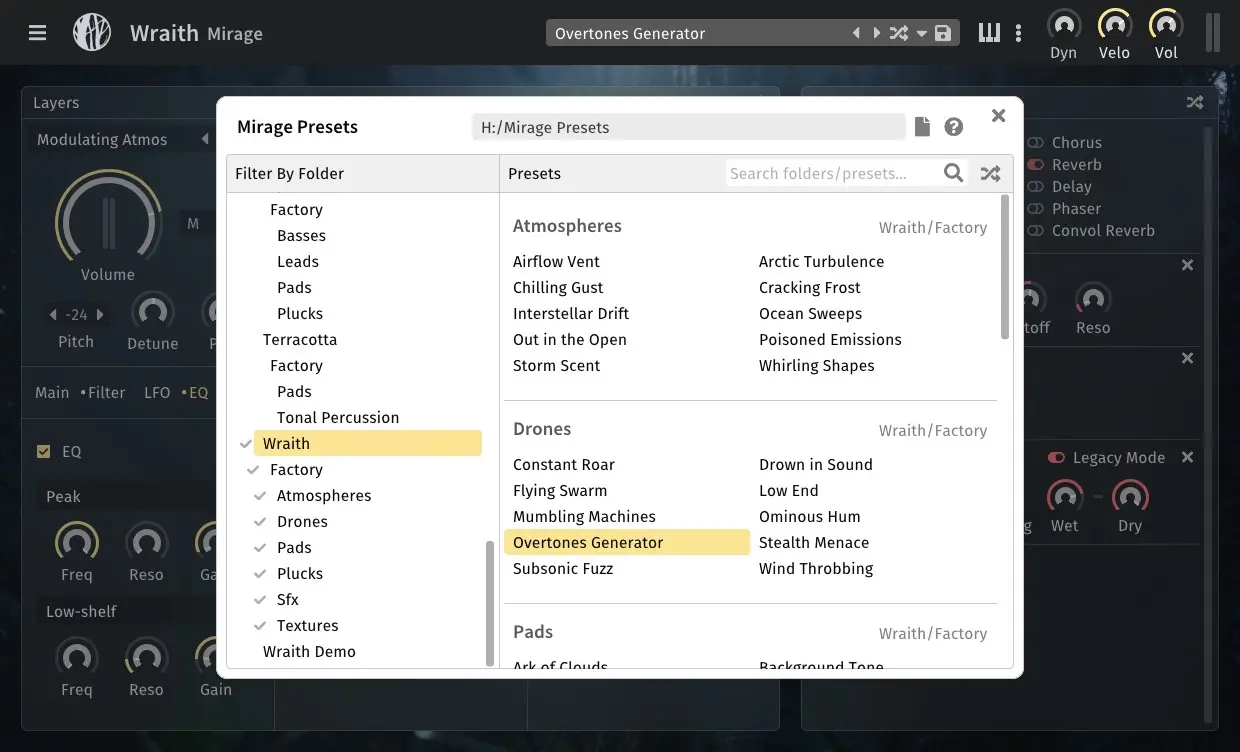 Wraith Mirage
Overtones Generator
Dyn Velo Vol
Layers
Modulating Atmos
M
Volume
-24
Pitch Detune
Main •Filter LFO •EQ
EQ
Peak
Freq Reso
Low-shelf
Freq Reso Gain
Mirage Presets
H:/Mirage Presets
?
Filter By Folder
Factory
Basses
Leads
Pads
Plucks
Terracotta
Factory
Pads
Tonal Percussion
Wraith
Factory
Atmospheres
Drones
Pads
Plucks
Sfx
Textures
Wraith Demo
Presets
Search folders/presets...
Atmospheres Wraith/Factory
Airflow Vent Arctic Turbulence
Chilling Gust Cracking Frost
Interstellar Drift Ocean Sweeps
Out in the Open Poisoned Emissions
Storm Scent Whirling Shapes
Drones Wraith/Factory
Constant Roar Drown in Sound
Flying Swarm Low End
Mumbling Machines Ominous Hum
Overtones Generator Stealth Menace
Subsonic Fuzz Wind Throbbing
Pads Wraith/Factory
Ark of Clouds Background Tone
Chorus
Reverb
Delay
Phaser
Convol Reverb
toff Reso
Legacy Mode
g Wet Dry